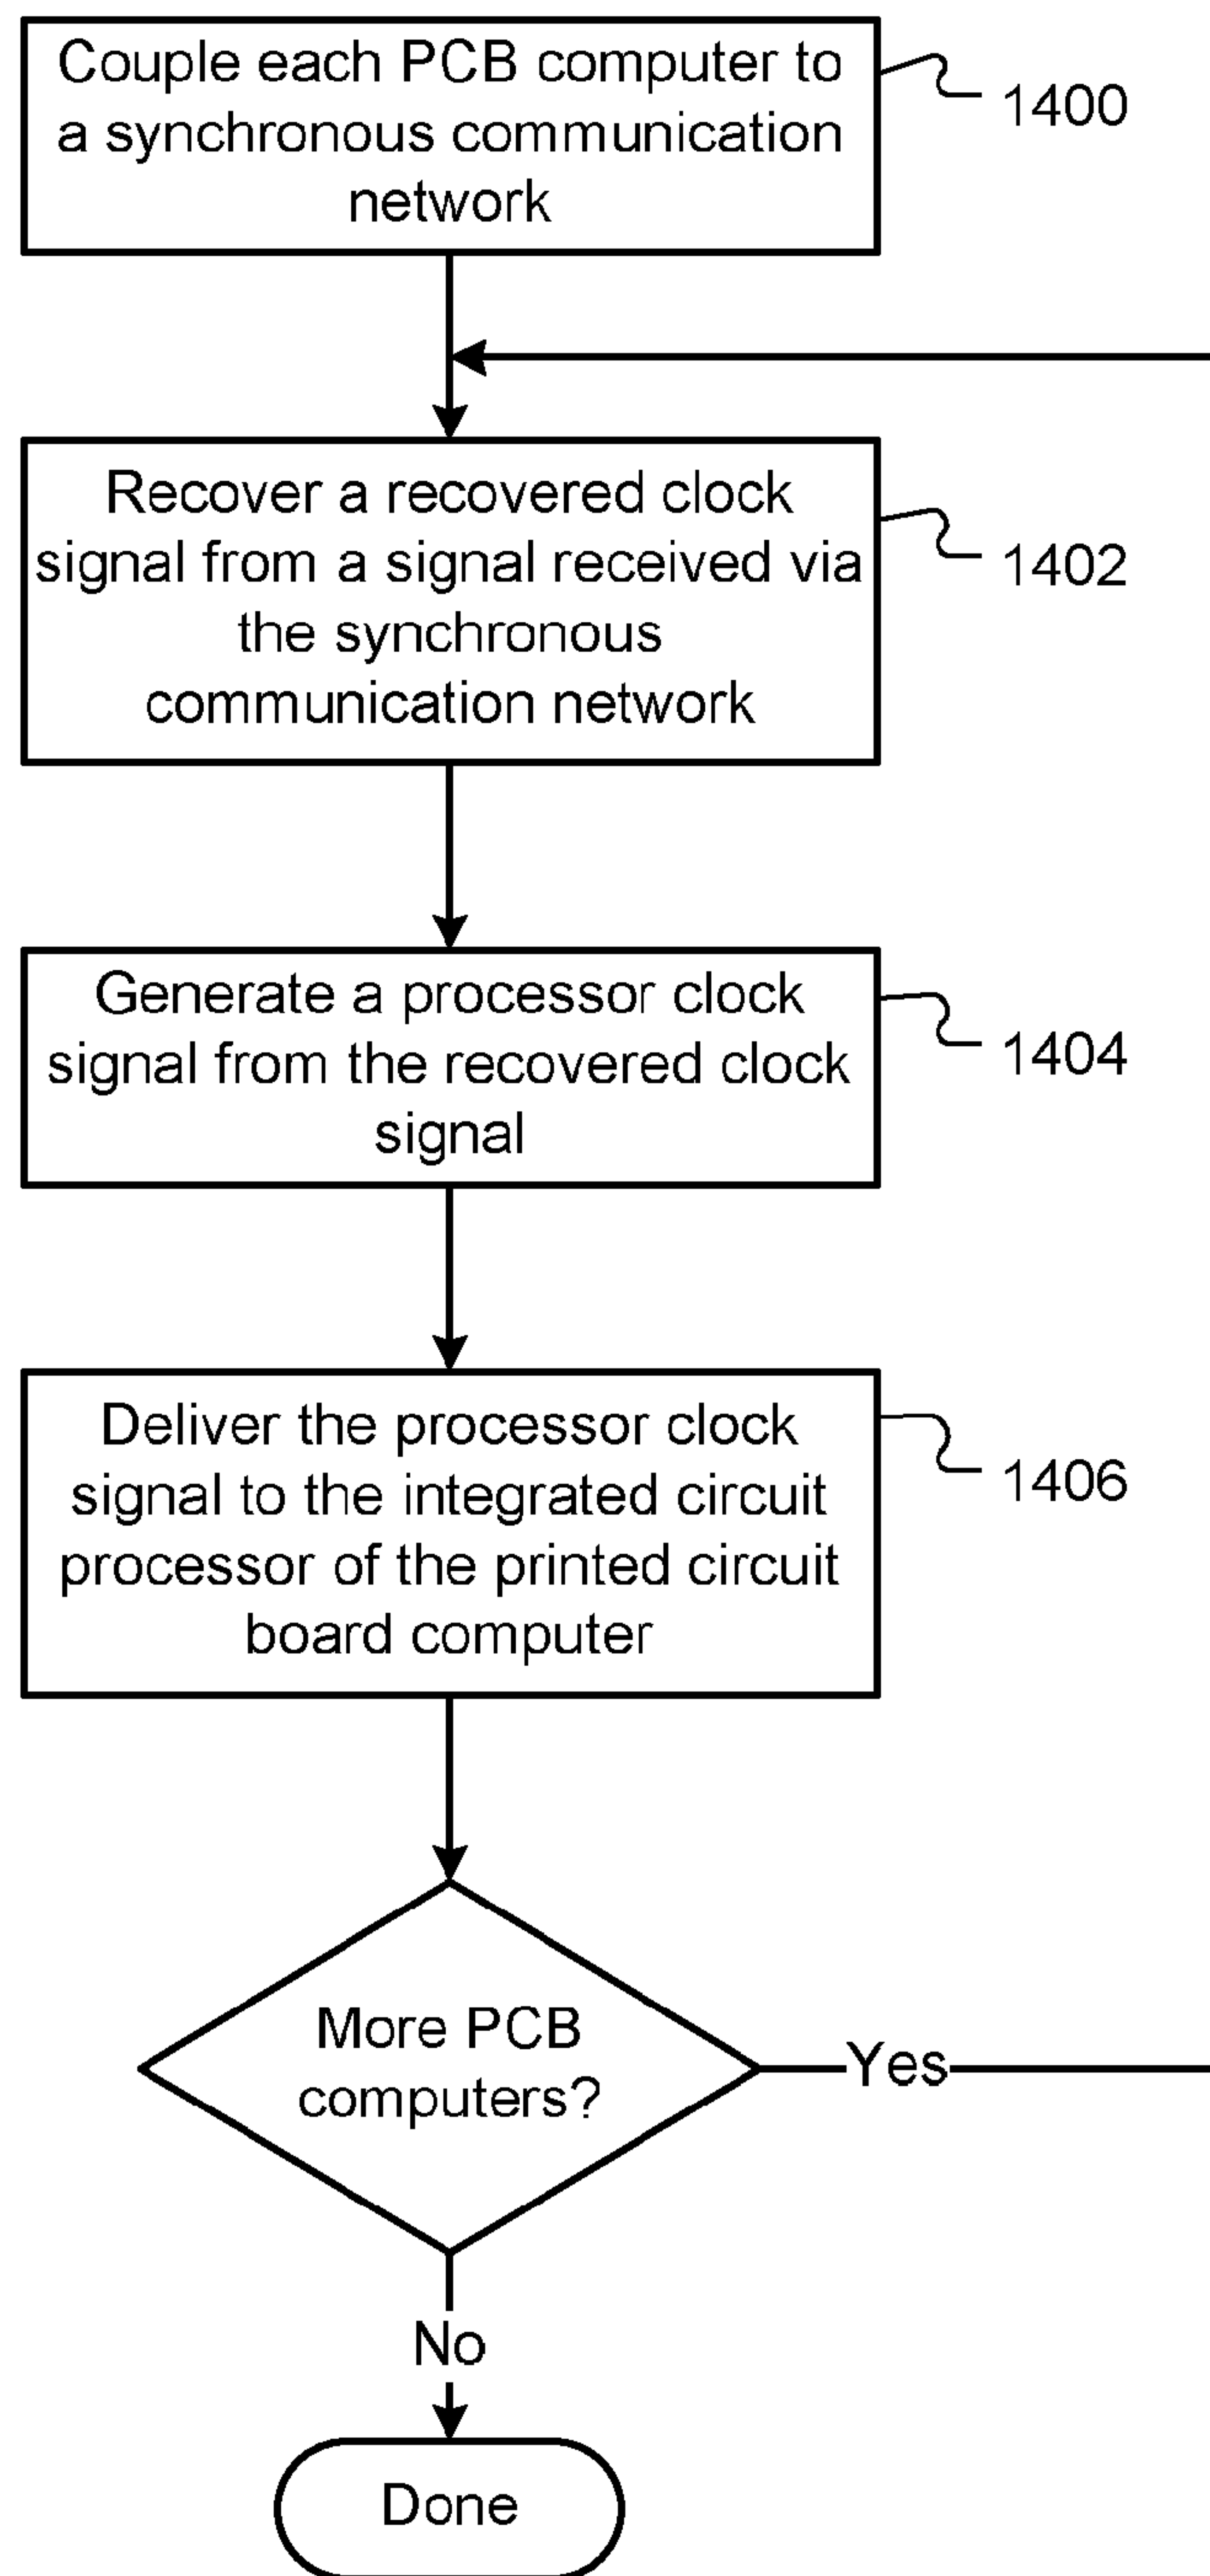 Couple each PCB computer to
a synchronous communication
network
1400
Recover a recovered clock
signal from a signal received via
the synchronous
communication network
1402
Generate a processor clock
signal from the recovered clock
signal
1404
Deliver the processor clock
signal to the integrated circuit
processor of the printed circuit
board computer
1406
More PCB
computers?
Yes
No
Done